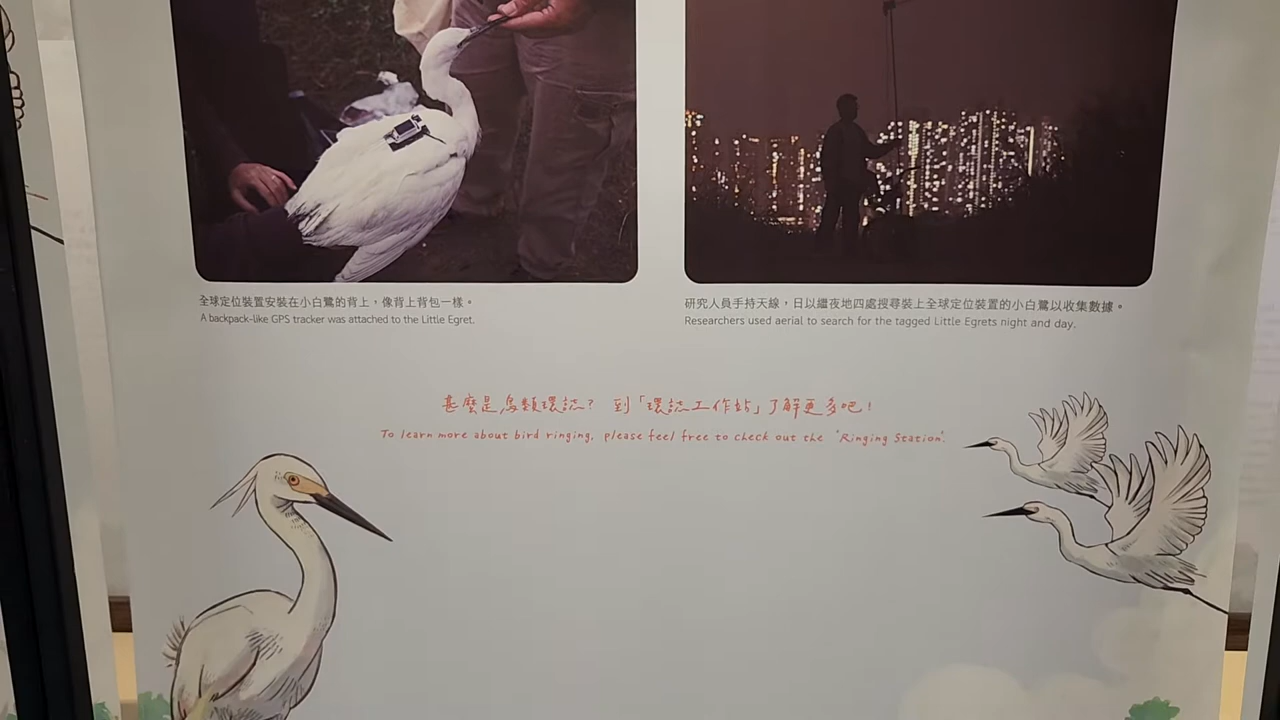 全球定位裝置安裝在小白鷺的背上，像背上背包一樣。
A backpack-like GPS tracker was attached to the Little Egret.
研究人員手持天線，日以繼夜地四處搜尋裝上全球定位裝置的小白鷺以收集數據。
Researchers used aerial to search for the tagged Little Egrets night and day.
甚麼是鳥類環誌？ 到「環誌工作站」了解更多吧！
To learn more about bird ringing, please feel free to check out the "Ringing Station".